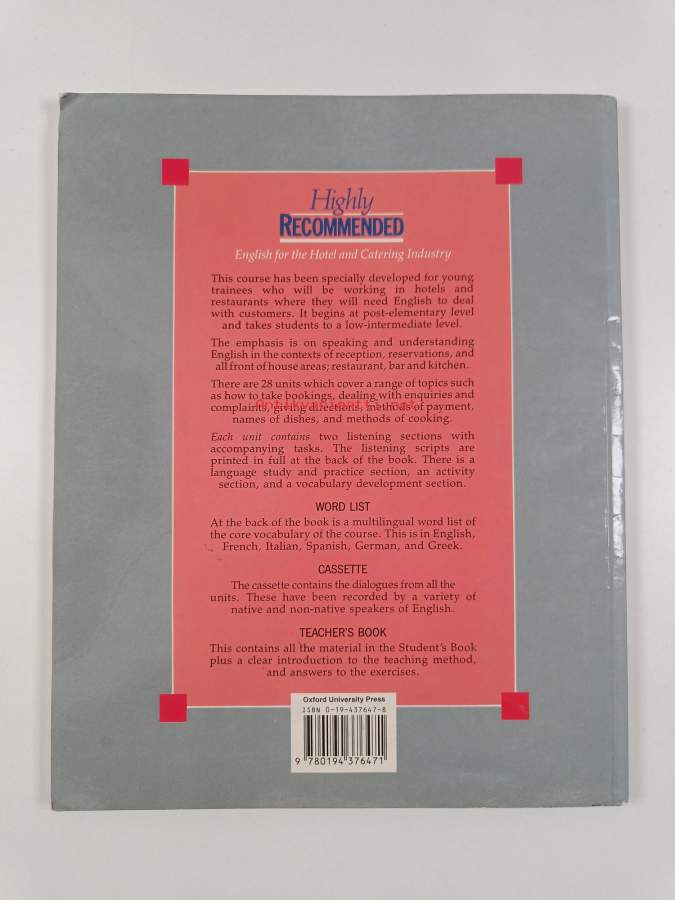 Highly
RECOMMENDED
English for the Hotel and Catering Industry
This course has been specially developed for young
trainees who will be working in hotels and
restaurants where they will need English to deal
with customers. It begins at post-elementary level
and takes students to a low-intermediate level.
The emphasis is on speaking and understanding
English in the contexts of reception, reservations, and
all front of house areas; restaurant, bar and kitchen.
There are 28 units which cover a range of topics such
as how to take bookings, dealing with enquiries and
complaints, giving directions, methods of payment,
names of dishes, and methods of cooking.
Each unit contains two listening sections with
accompanying tasks. The listening scripts are
printed in full at the back of the book. There is a
language study and practice section, an activity
section, and a vocabulary development section.
WORD LIST
At the back of the book is a multilingual word list of
the core vocabulary of the course. This is in English,
French, Italian, Spanish, German, and Greek.
CASSETTE
The cassette contains the dialogues from all the
units. These have been recorded by a variety of
native and non-native speakers of English.
TEACHER'S BOOK
This contains all the material in the Student's Book
plus a clear introduction to the teaching method,
and answers to the exercises.
Oxford University Press
ISBN 0-19-437647-8
9 780194 376471